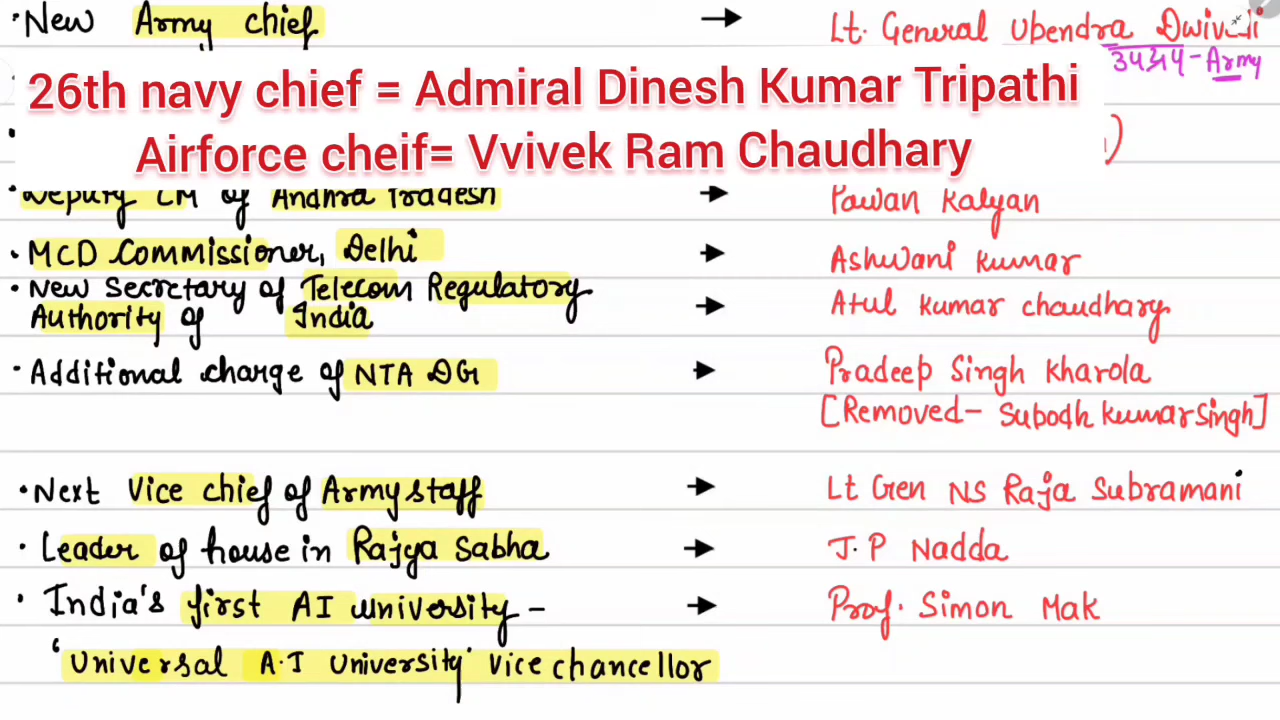 ·New Army chief → Lt. General Upendra Dwivedi
उपेन्द्र-Army
26th navy chief = Admiral Dinesh Kumar Tripathi
Airforce cheif= Vvivek Ram Chaudhary
·Deputy CM of Andhra Pradesh → Pawan Kalyan
·MCD Commissioner, Delhi → Ashwani Kumar
·New Secretary of Telecom Regulatory
Authority of India → Atul Kumar chaudhary
·Additional charge of NTA DG → Pradeep Singh Kharola
[Removed- Subodh Kumar Singh]
·Next Vice chief of Army staff → Lt Gen NS Raja Subramani
·Leader of house in Rajya Sabha → J.P Nadda
·India's first AI university- → Prof. Simon Mak
'Universal A.I University' Vice chancellor